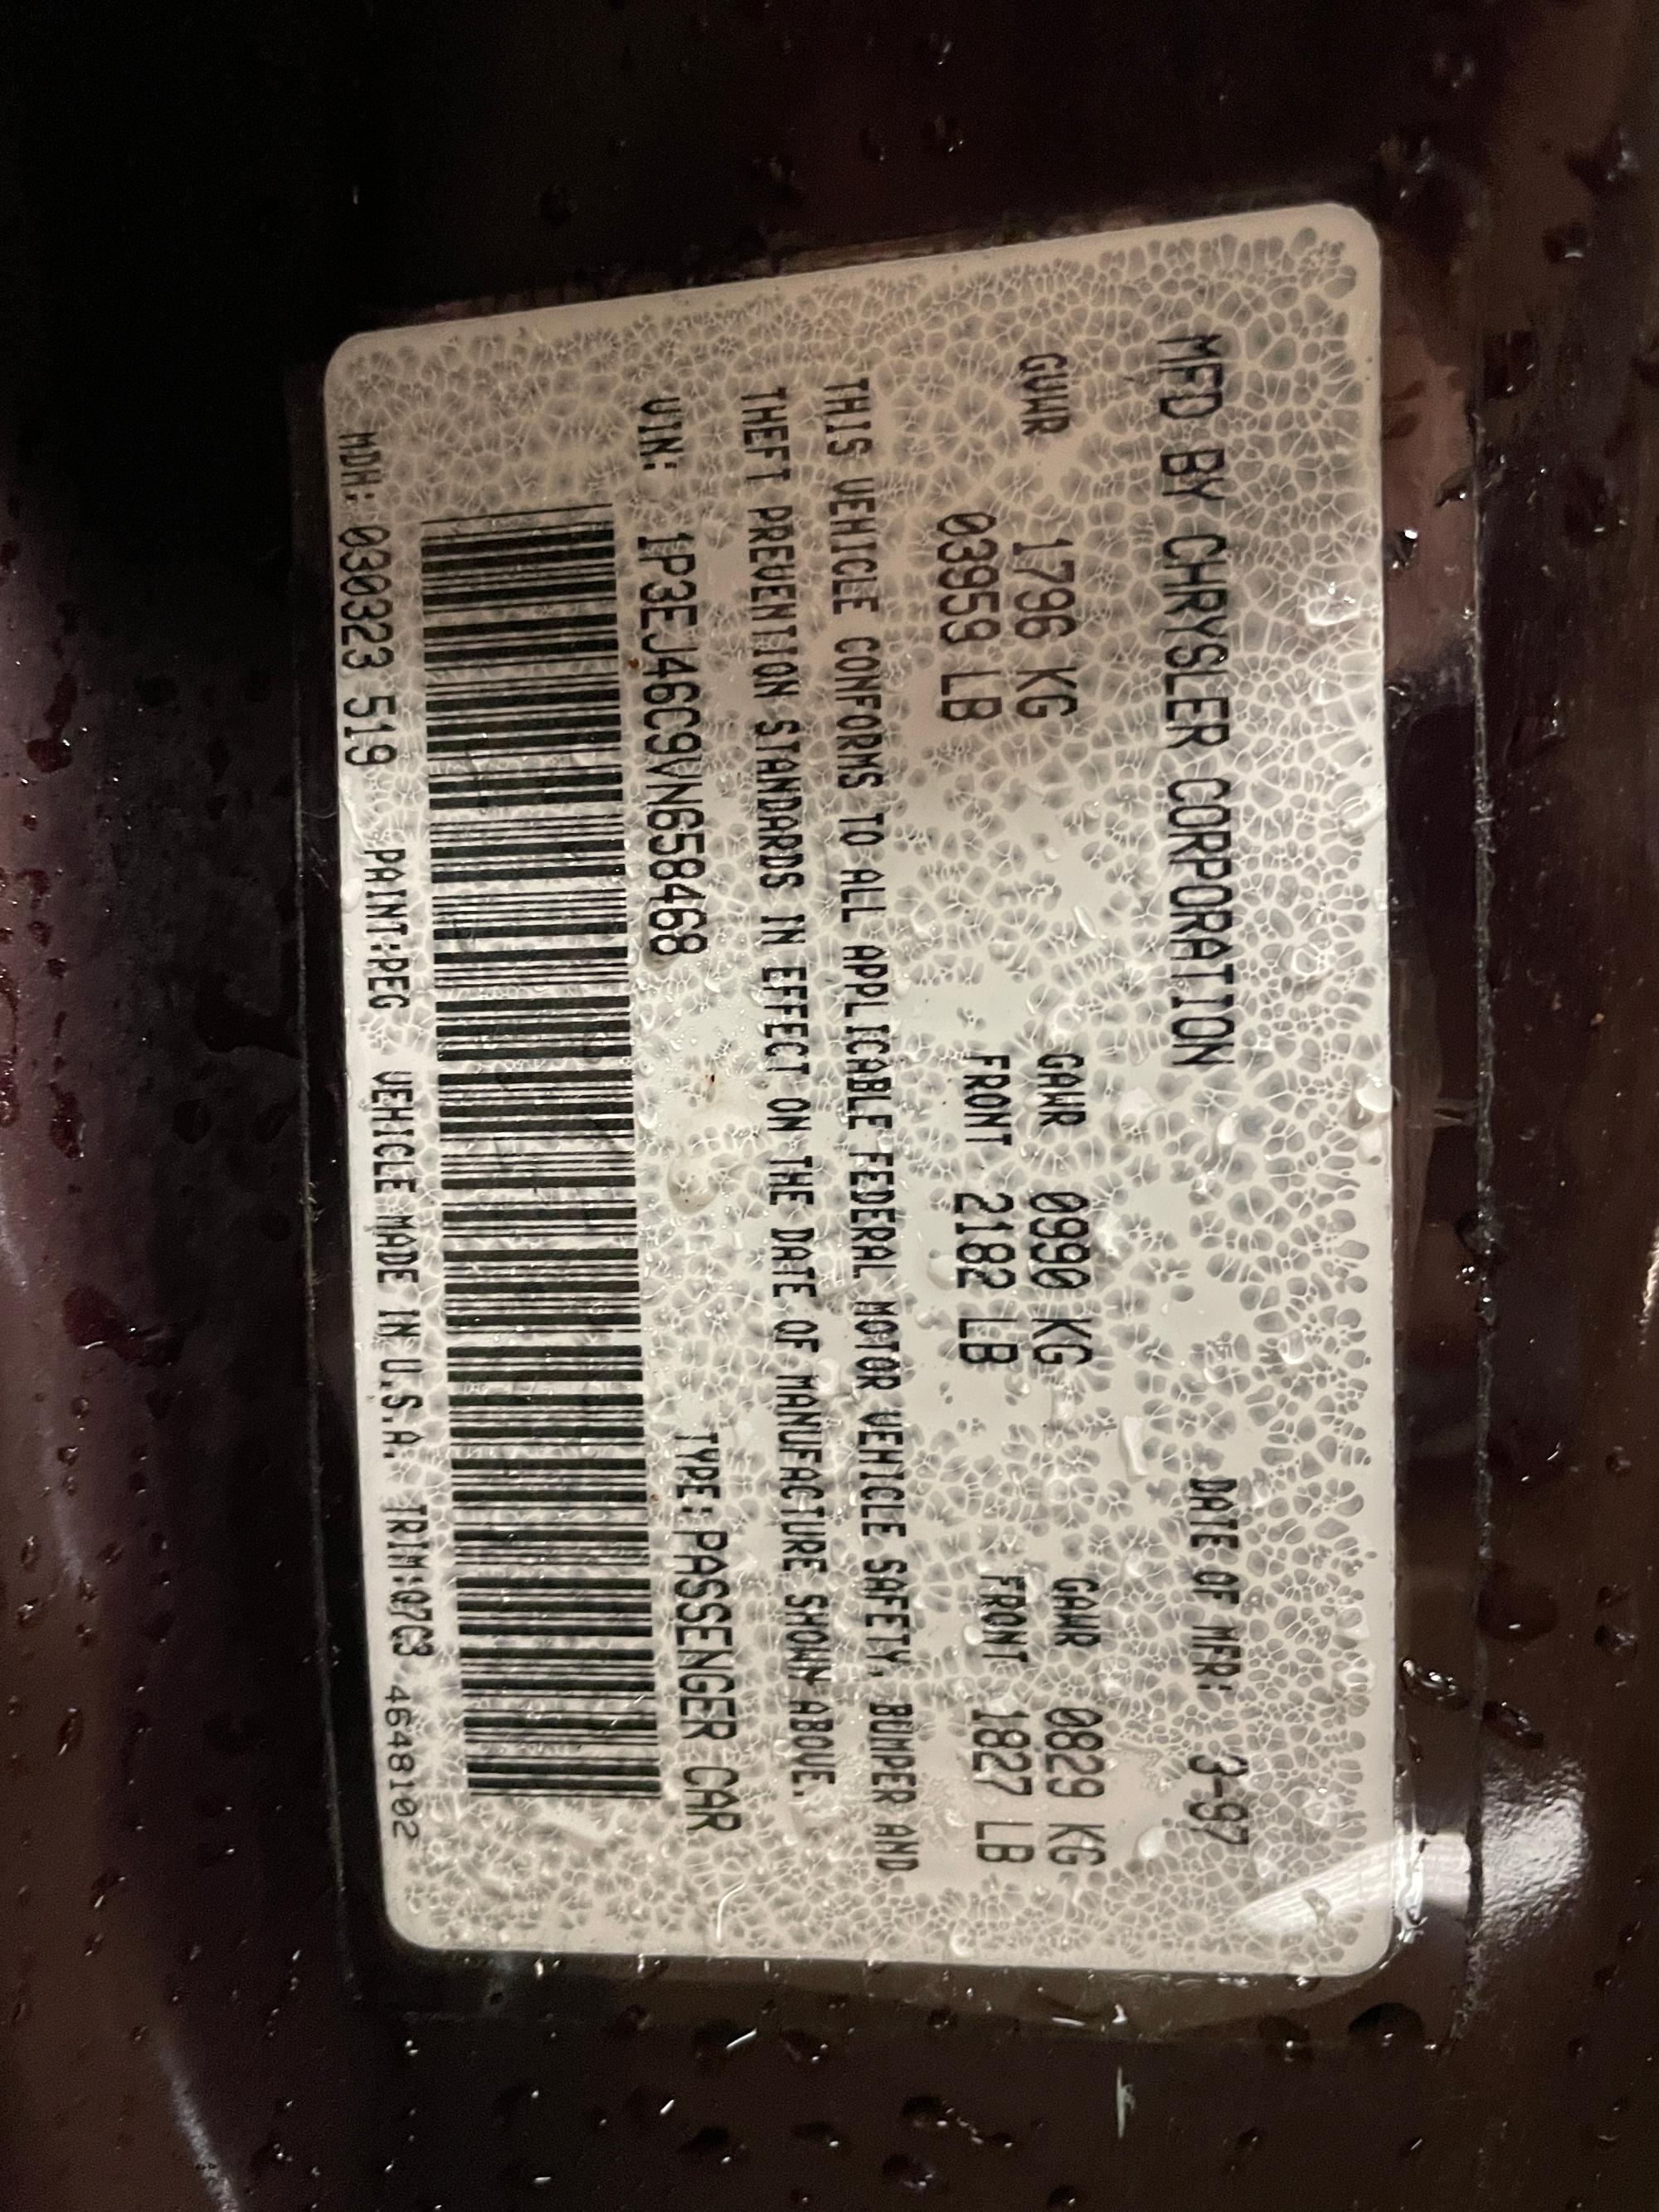 MFD BY CHRYSLER CORPORATION DATE OF MFR: 3-97
GVWR 1796 KG GAWR 0990 KG GAWR 0829 KG
03959 LB FRONT 2182 LB FRONT 1827 LB
THIS VEHICLE CONFORMS TO ALL APPLICABLE FEDERAL MOTOR VEHICLE SAFETY, BUMPER AND
THEFT PREVENTION STANDARDS IN EFFECT ON THE DATE OF MANUFACTURE SHOWN ABOVE.
VIN: 1P3EJ46C9VN658468 TYPE: PASSENGER CAR
MDH: 030323 519 PAINT:PEG VEHICLE MADE IN U.S.A. TRIM:Q7C3 4648102